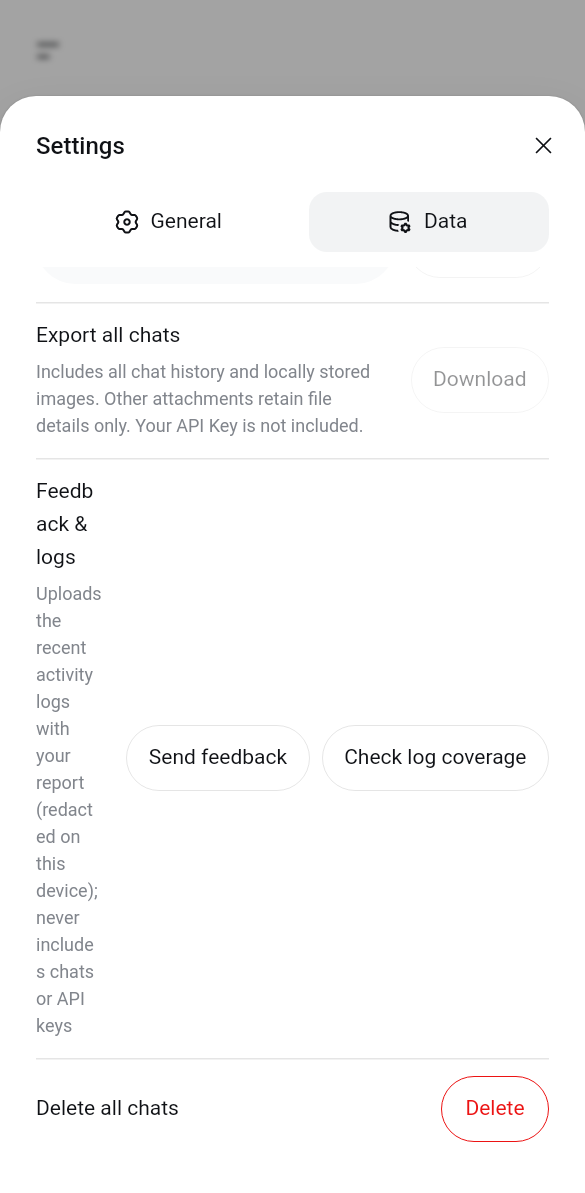 Settings
General
Data
Export all chats
Includes all chat history and locally stored
images. Other attachments retain file
details only. Your API Key is not included.
Download
Feedb
ack &
logs
Uploads
the
recent
activity
logs
with
your
report
(redact
ed on
this
device);
never
include
s chats
or API
keys
Send feedback
Check log coverage
Delete all chats
Delete